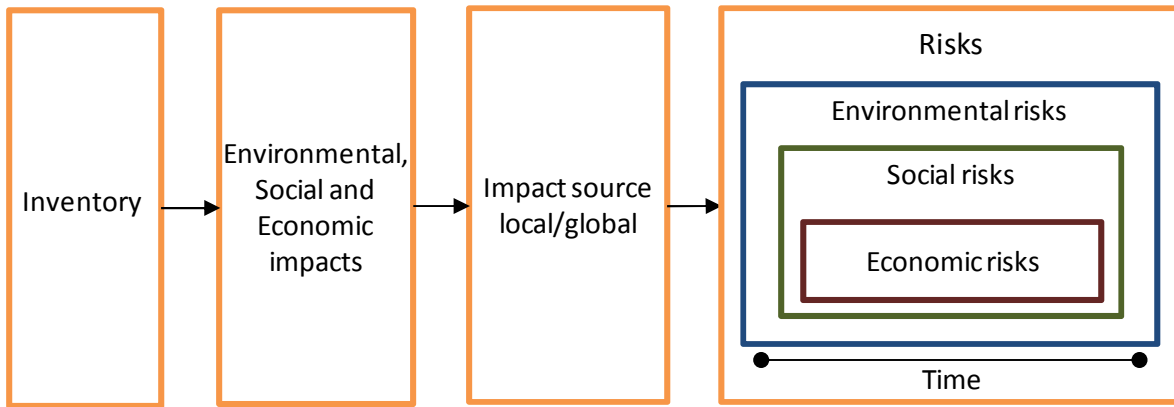 Inventory
Environmental,
Social and
Economic
impacts
Impact source
local/global
Risks
Environmental risks
Social risks
Economic risks
Time